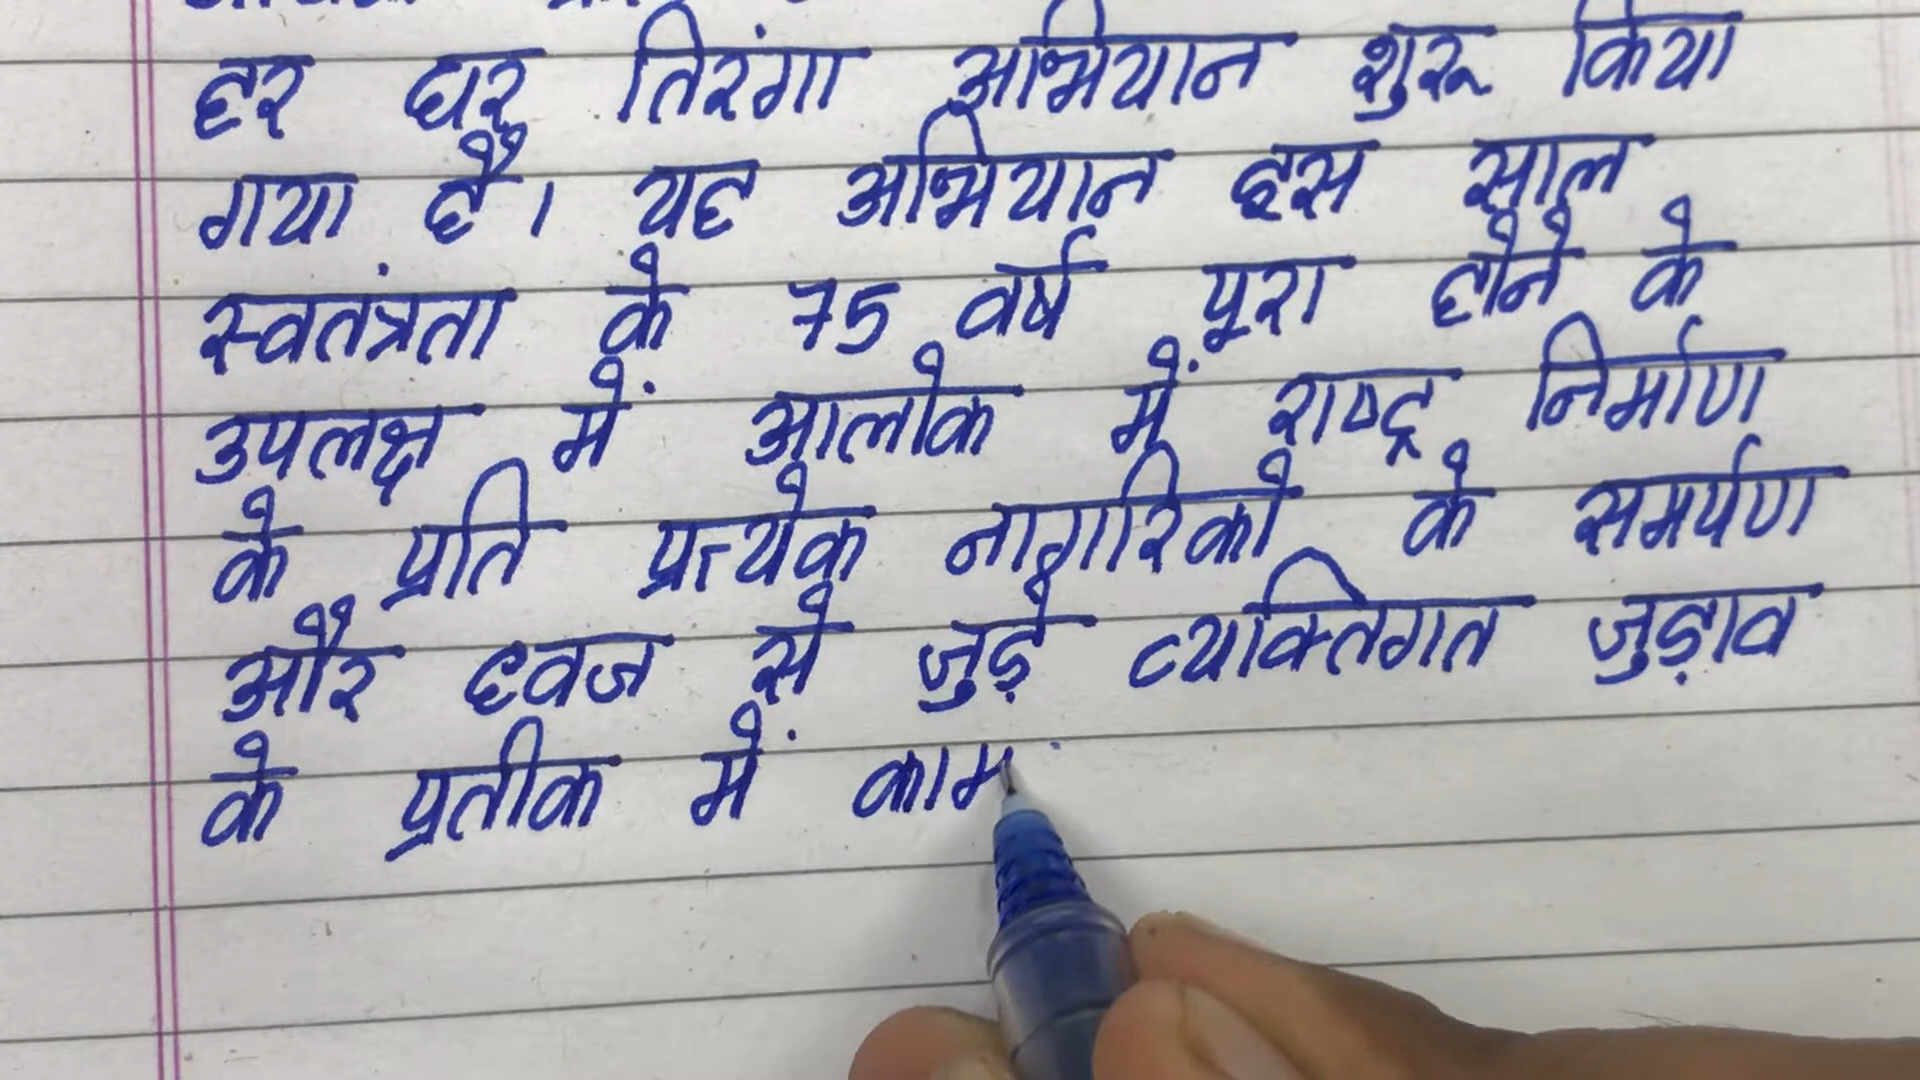 हर घर तिरंगा अभियान शुरू किया
गया है। यह अभियान इस साल
स्वतंत्रता के 75 वर्ष पूरा होने के
उपलक्ष में आलोक में राष्ट्र निर्माण
के प्रति प्रत्येक नागरिको के समर्पण
और ध्वज से जुड़े व्यक्तिगत जुड़ाव
के प्रतीक में काम